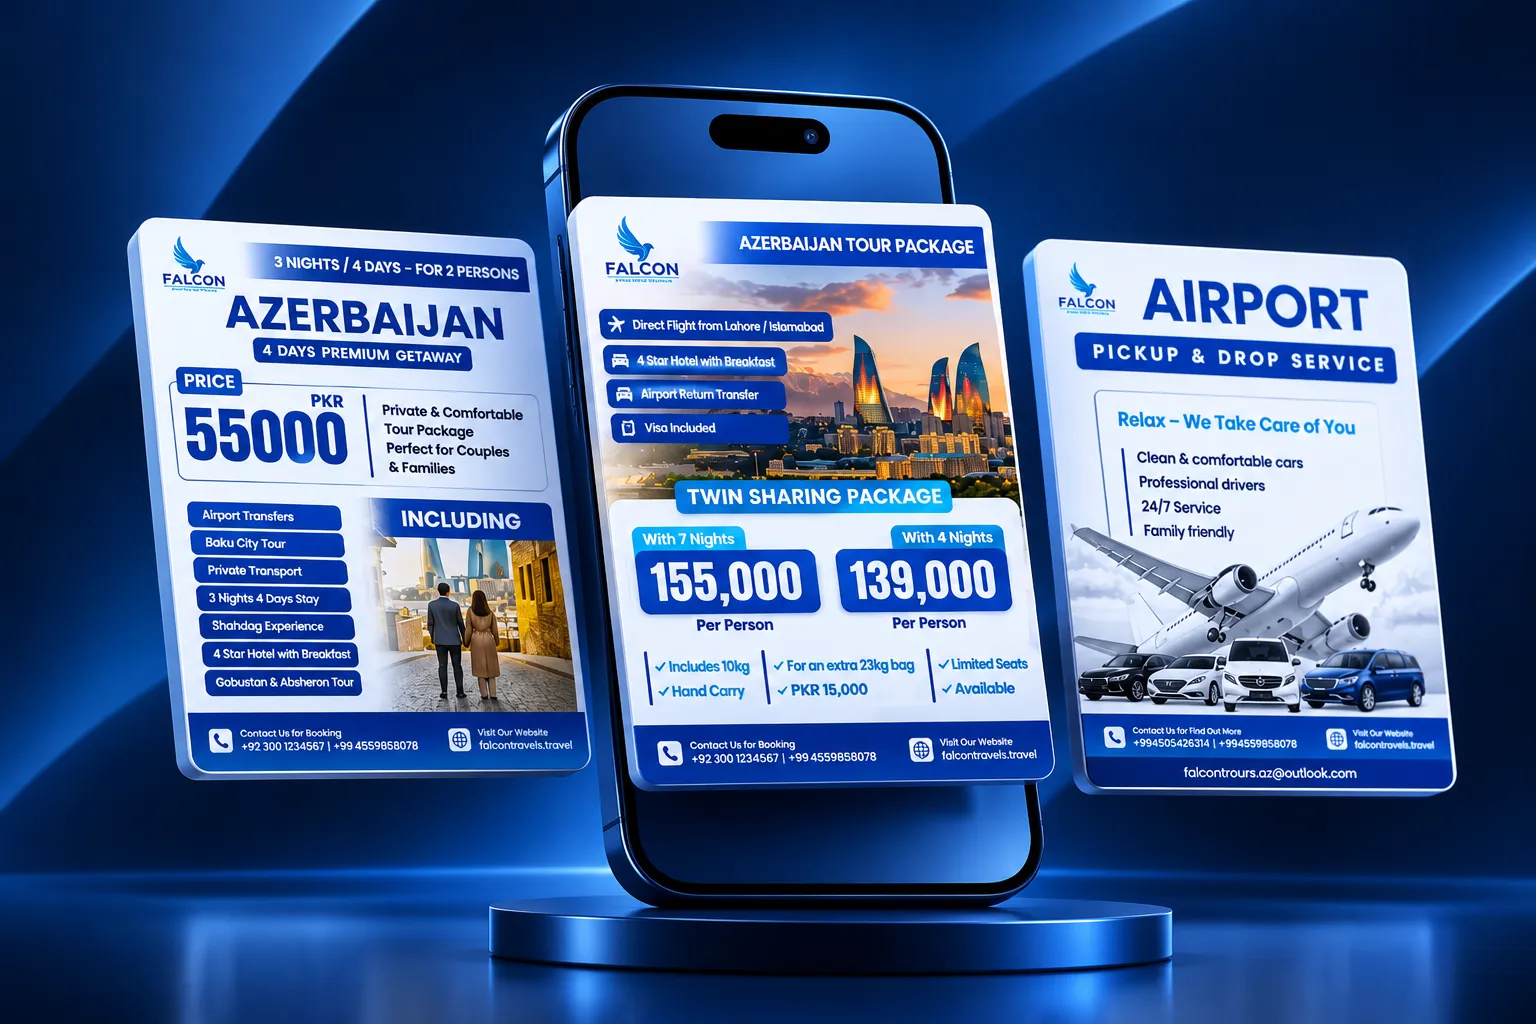 FALCON
3 NIGHTS / 4 DAYS – FOR 2 PERSONS
AZERBAIJAN
4 DAYS PREMIUM GETAWAY
PRICE
PKR
55000
Private & Comfortable
Tour Package
Perfect for Couples
& Families
Airport Transfers
Baku City Tour
Private Transport
3 Nights 4 Days Stay
Shahdag Experience
4 Star Hotel with Breakfast
Gobustan & Absheron Tour
INCLUDING
Contact Us for Booking
+92 300 1234567 | +99 4559858078
Visit Our Website
falcontravels.travel
FALCON
AZERBAIJAN TOUR PACKAGE
Direct Flight from Lahore / Islamabad
4 Star Hotel with Breakfast
Airport Return Transfer
Visa Included
TWIN SHARING PACKAGE
With 7 Nights
155,000
Per Person
With 4 Nights
139,000
Per Person
✓ Includes 10kg
✓ Hand Carry
✓ For an extra 23kg bag
✓ PKR 15,000
✓ Limited Seats
✓ Available
Contact Us for Booking
+92 300 1234567 | +99 4559858078
Visit Our Website
falcontravels.travel
FALCON
AIRPORT
PICKUP & DROP SERVICE
Relax – We Take Care of You
Clean & comfortable cars
Professional drivers
24/7 Service
Family friendly
Contact Us for Find Out More
+994505426314 | +994559858078
Visit Our Website
falcontravels.travel
falcontrours.az@outlook.com